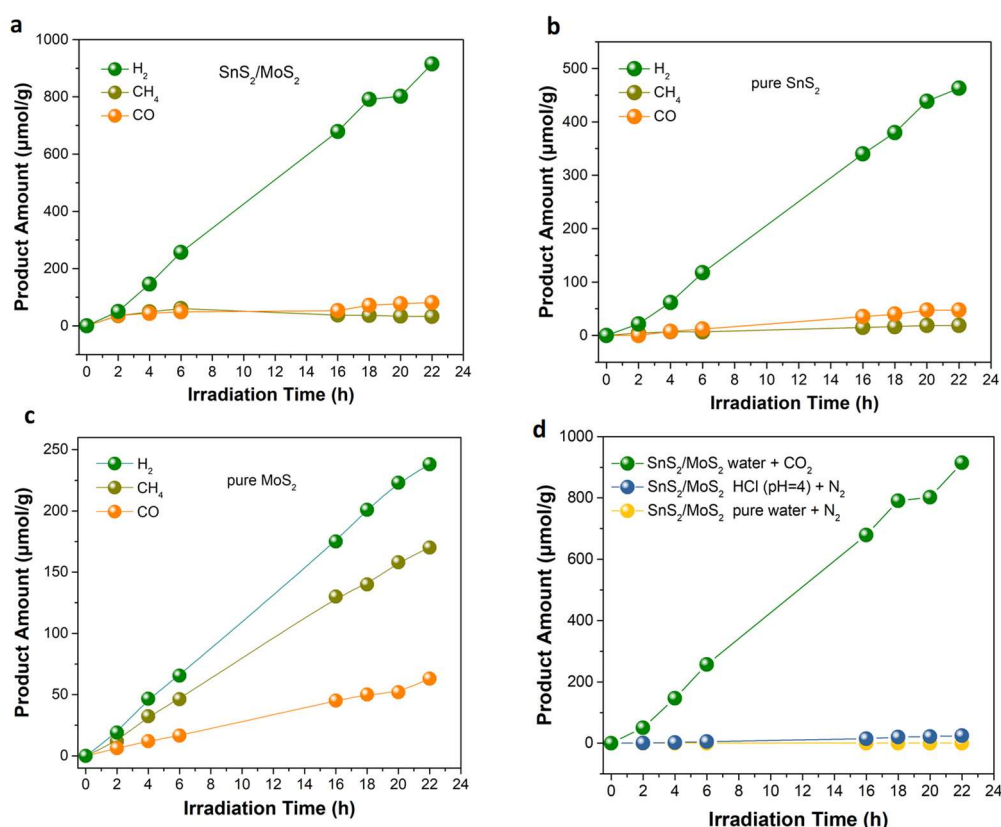 a
1000
800
600
400
200
0
Product Amount (μmol/g)
H₂
CH₄
CO
SnS₂/MoS₂
0 2 4 6 8 10 12 14 16 18 20 22 24
Irradiation Time (h)
b
500
400
300
200
100
0
Product Amount (μmol/g)
H₂
CH₄
CO
pure SnS₂
0 2 4 6 8 10 12 14 16 18 20 22 24
Irradiation Time (h)
c
250
200
150
100
50
0
Product Amount (μmol/g)
H₂
CH₄
CO
pure MoS₂
0 2 4 6 8 10 12 14 16 18 20 22 24
Irradiation Time (h)
d
1000
800
600
400
200
0
Product Amount (μmol/g)
SnS₂/MoS₂ water + CO₂
SnS₂/MoS₂ HCl (pH=4) + N₂
SnS₂/MoS₂ pure water + N₂
0 2 4 6 8 10 12 14 16 18 20 22 24
Irradiation Time (h)